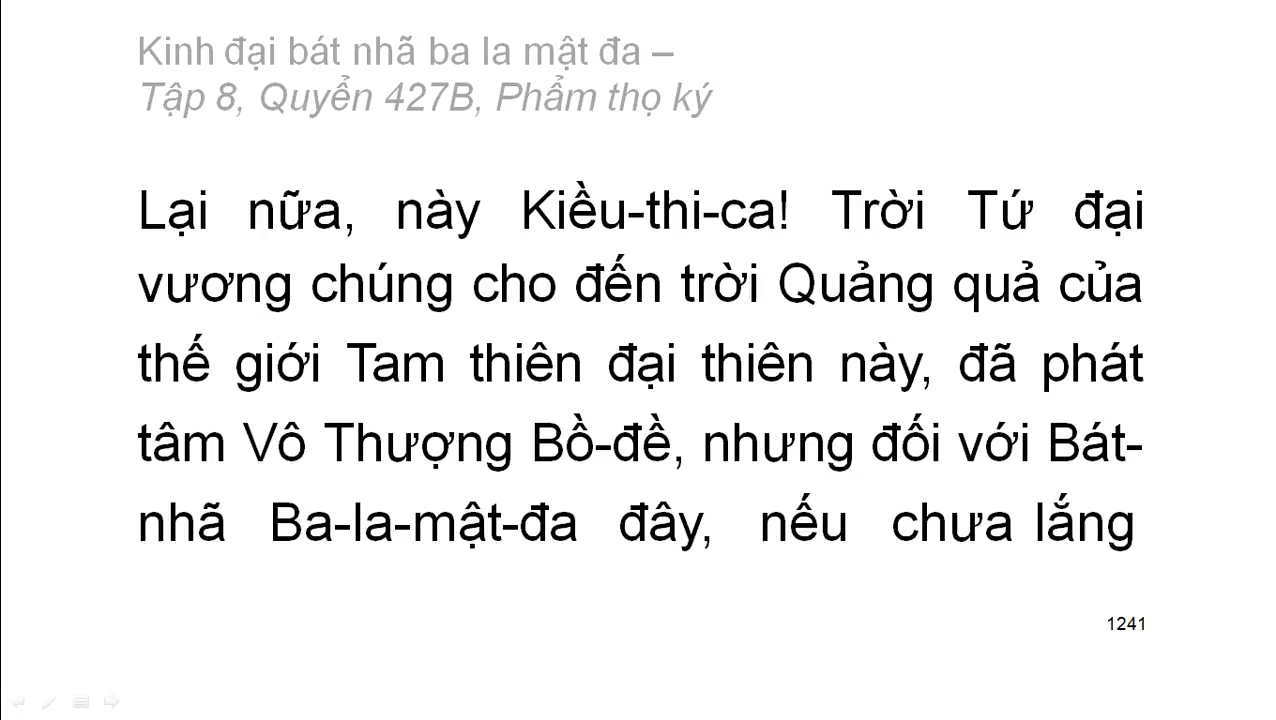 Kinh đại bát nhã ba la mật đa –
Tập 8, Quyển 427B, Phẩm thọ ký
Lại nữa, này Kiều-thi-ca! Trời Tứ đại
vương chúng cho đến trời Quảng quả của
thế giới Tam thiên đại thiên này, đã phát
tâm Vô Thượng Bồ-đề, nhưng đối với Bát-
nhã Ba-la-mật-đa đây, nếu chưa lắng
1241